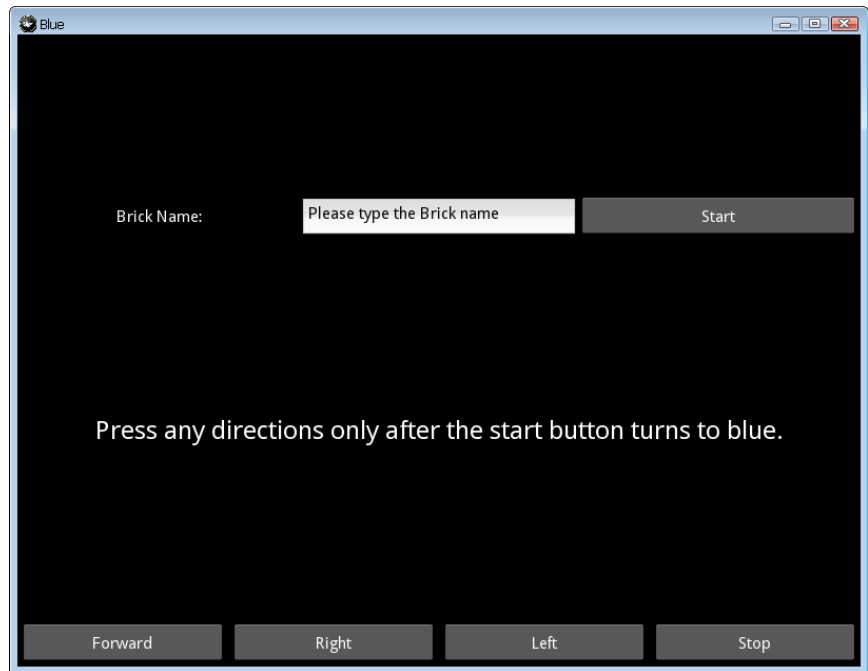 Blue
Brick Name: Please type the Brick name Start
Press any directions only after the start button turns to blue.
Forward Right Left Stop